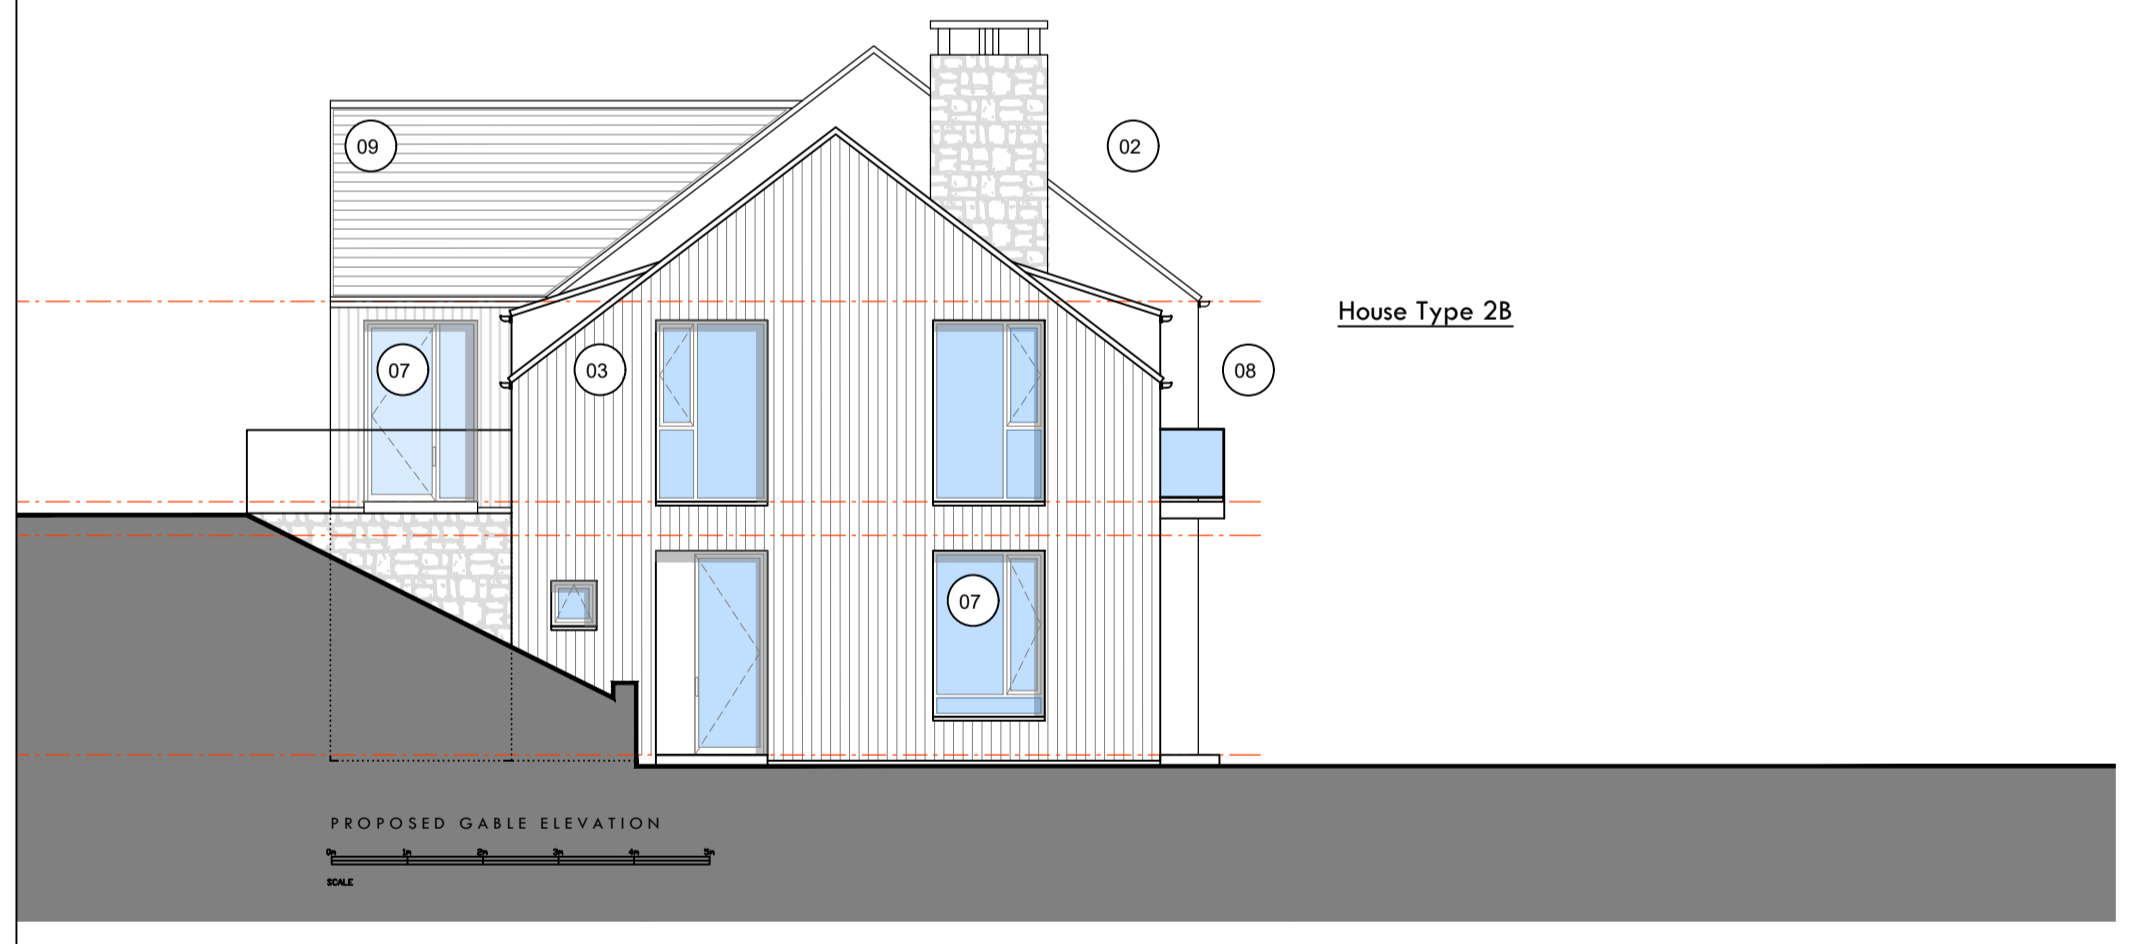 09
02
House Type 2B
07
03
08
07
PROPOSED GABLE ELEVATION
0m 1m 2m 3m 4m 5m
SCALE